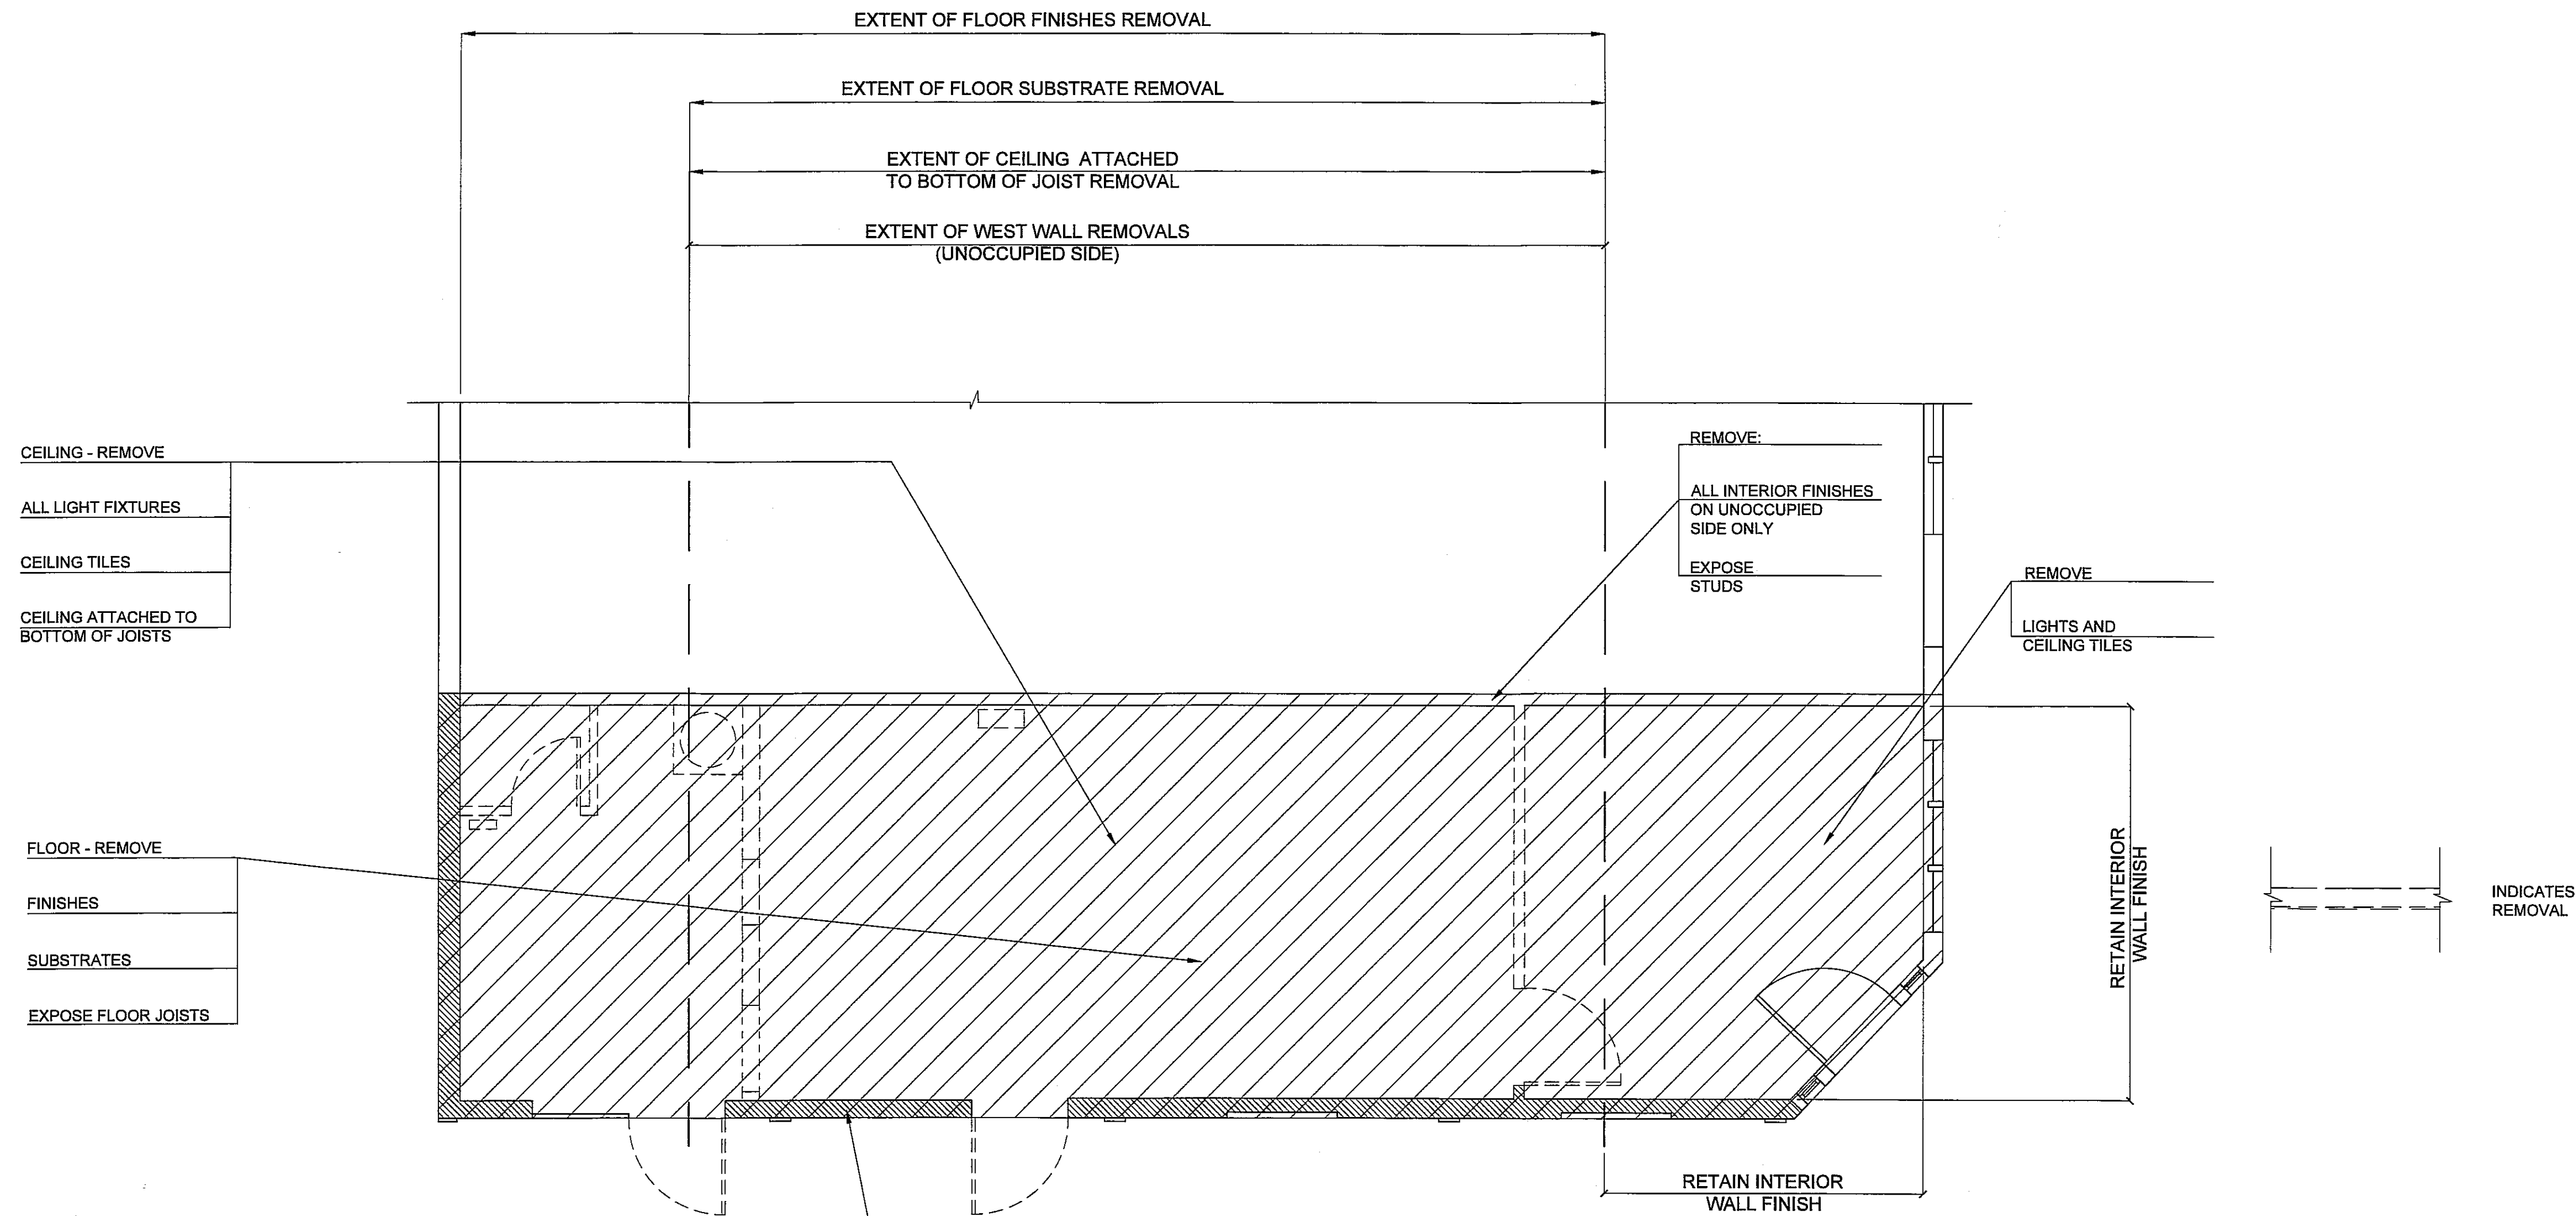 EXTENT OF FLOOR FINISHES REMOVAL
EXTENT OF FLOOR SUBSTRATE REMOVAL
EXTENT OF CEILING ATTACHED
TO BOTTOM OF JOIST REMOVAL
EXTENT OF WEST WALL REMOVALS
(UNOCCUPIED SIDE)
CEILING - REMOVE
ALL LIGHT FIXTURES
CEILING TILES
CEILING ATTACHED TO
BOTTOM OF JOISTS
REMOVE:
ALL INTERIOR FINISHES
ON UNOCCUPIED
SIDE ONLY
EXPOSE
STUDS
REMOVE
LIGHTS AND
CEILING TILES
FLOOR - REMOVE
FINISHES
SUBSTRATES
EXPOSE FLOOR JOISTS
RETAIN INTERIOR
WALL FINISH
INDICATES
REMOVAL
RETAIN INTERIOR
WALL FINISH